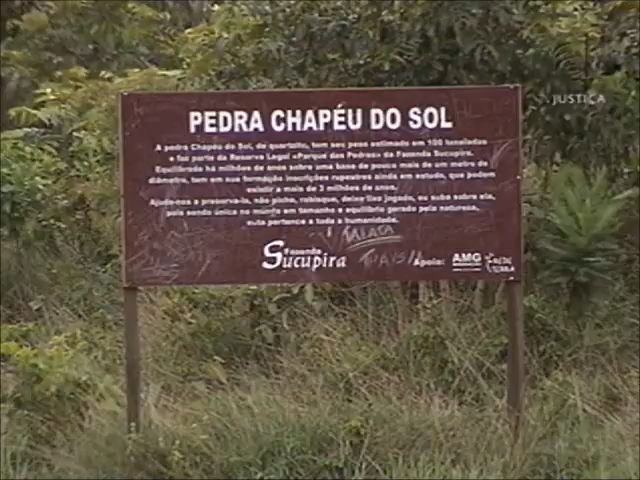 PEDRA CHAPÉU DO SOL
JUSTIÇA
A pedra Chapéu do Sol, de quartzito, tem seu peso estimado em 100 toneladas
e faz parte da Reserva Legal «Parque das Pedras» da Fazenda Sucupira.
Equilibrada há milhões de anos sobre uma base de pouco mais de um metro de
diâmetro, tem em sua formação inscrições rupestres ainda em estudo, que podem
existir a mais de 3 milhões de anos.
Ajude-nos a preservá-la, não piche, rabisque, deixe lixo jogado, ou suba sobre ela,
pois sendo única no mundo em tamanho e equilíbrio gerado pela natureza,
esta pertence a toda a humanidade.
Fazenda
Sucupira
Apoio:
AMG
REDE
TERRA